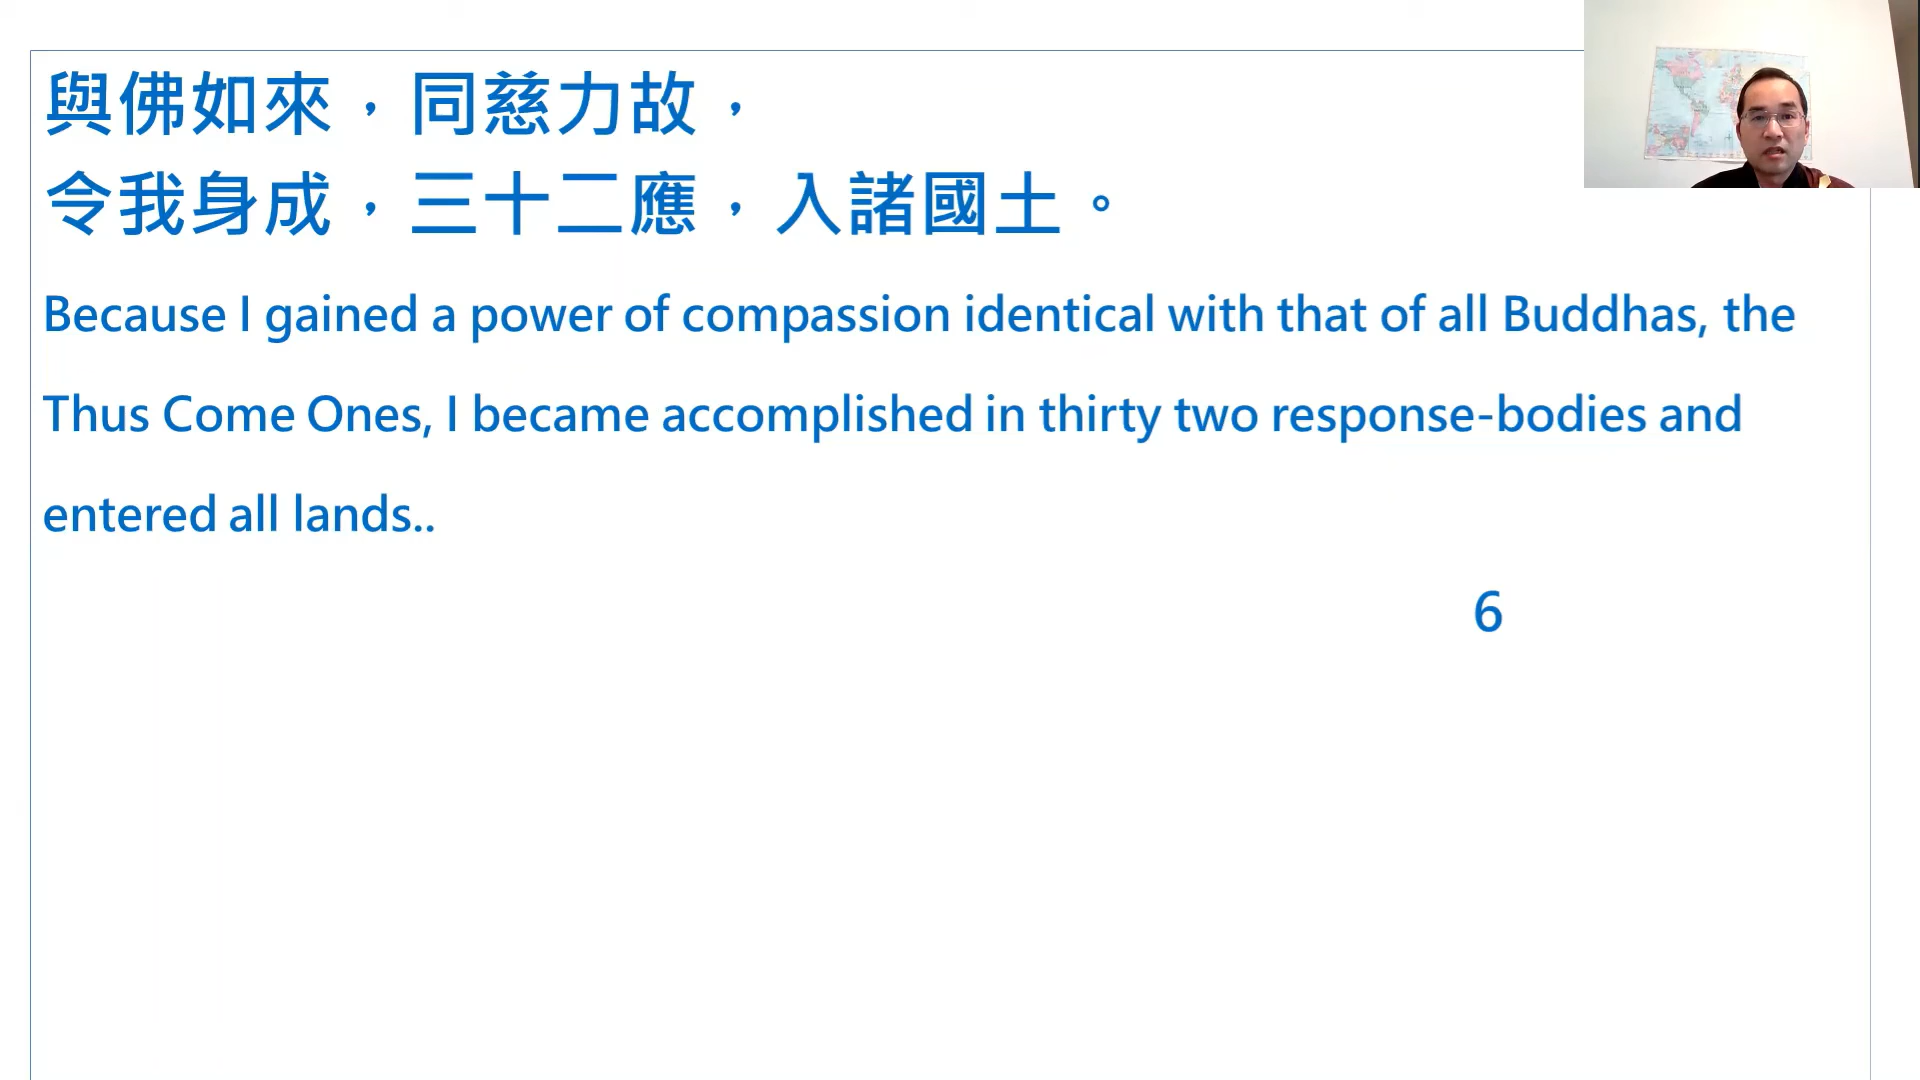 與佛如來，同慈力故，
令我身成，三十二應，入諸國土。
Because I gained a power of compassion identical with that of all Buddhas, the
Thus Come Ones, I became accomplished in thirty two response-bodies and
entered all lands..
6